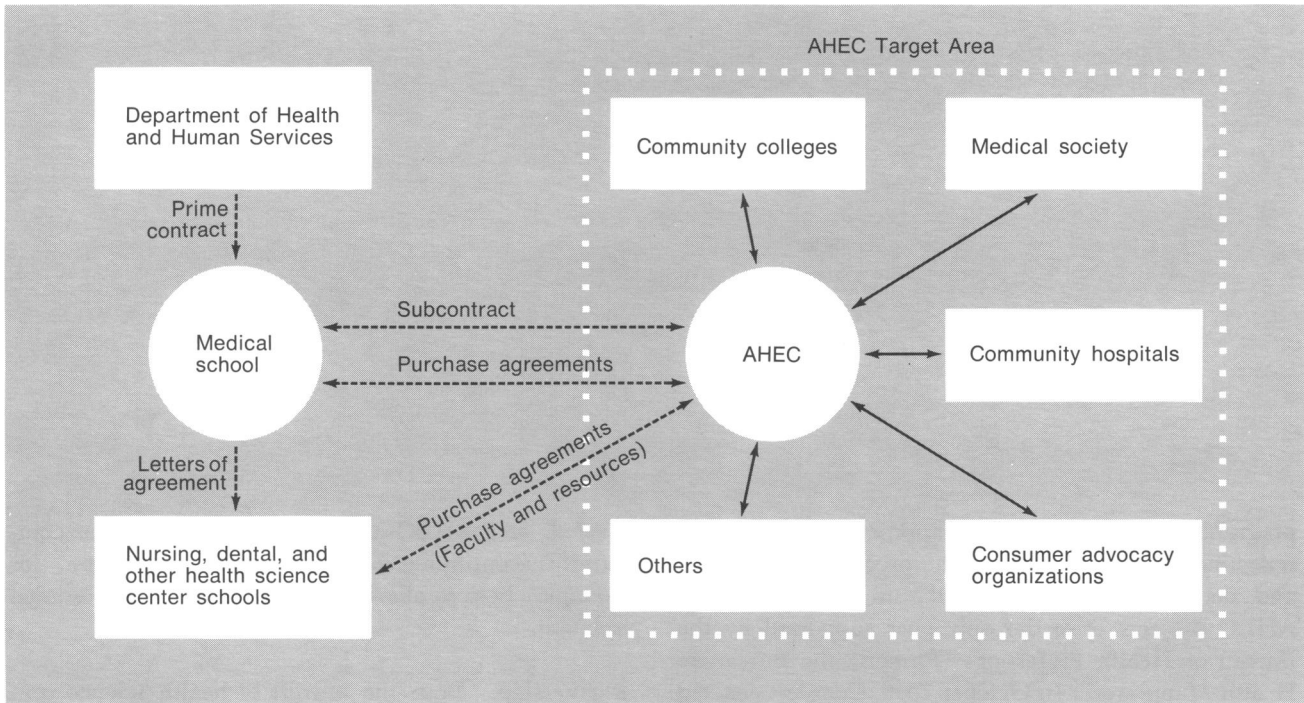 AHEC Target Area
Department of Health
and Human Services
Community colleges
Medical society
Prime
contract
Medical
school
Subcontract
Purchase agreements
AHEC
Community hospitals
Letters of
agreement
Purchase agreements
(Faculty and resources)
Nursing, dental, and
other health science
center schools
Others
Consumer advocacy
organizations